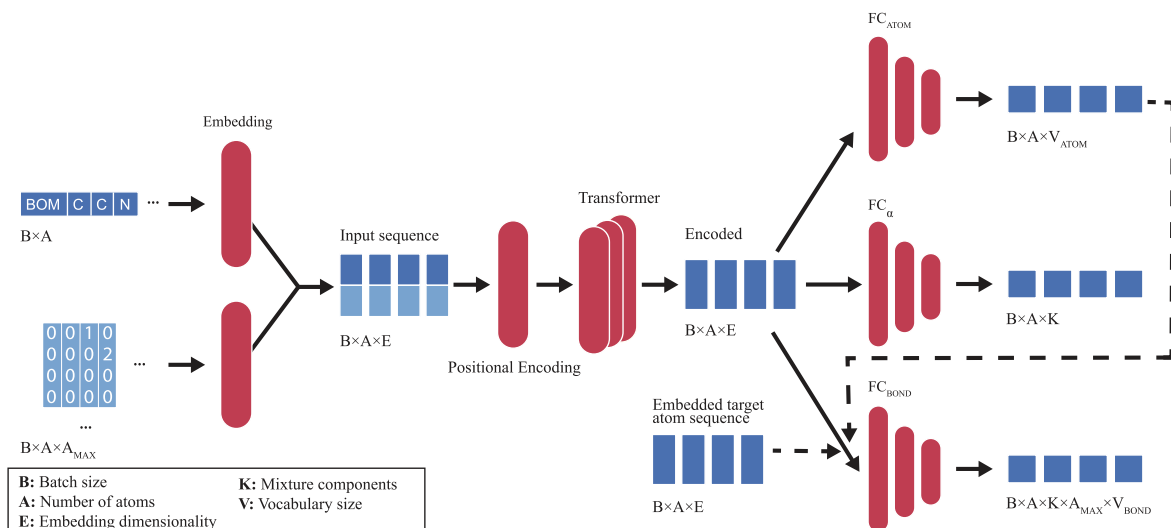 Embedding
BOM C C N ...
B×A
0 0 1 0
0 0 0 2
0 0 0 0
0 0 0 0
...
...
B×A×A_MAX
Input sequence
B×A×E
Positional Encoding
Transformer
Encoded
B×A×E
Embedded target
atom sequence
B×A×E
FC_ATOM
B×A×V_ATOM
FC_α
B×A×K
FC_BOND
B×A×K×A_MAX×V_BOND
B: Batch size
A: Number of atoms
E: Embedding dimensionality
K: Mixture components
V: Vocabulary size